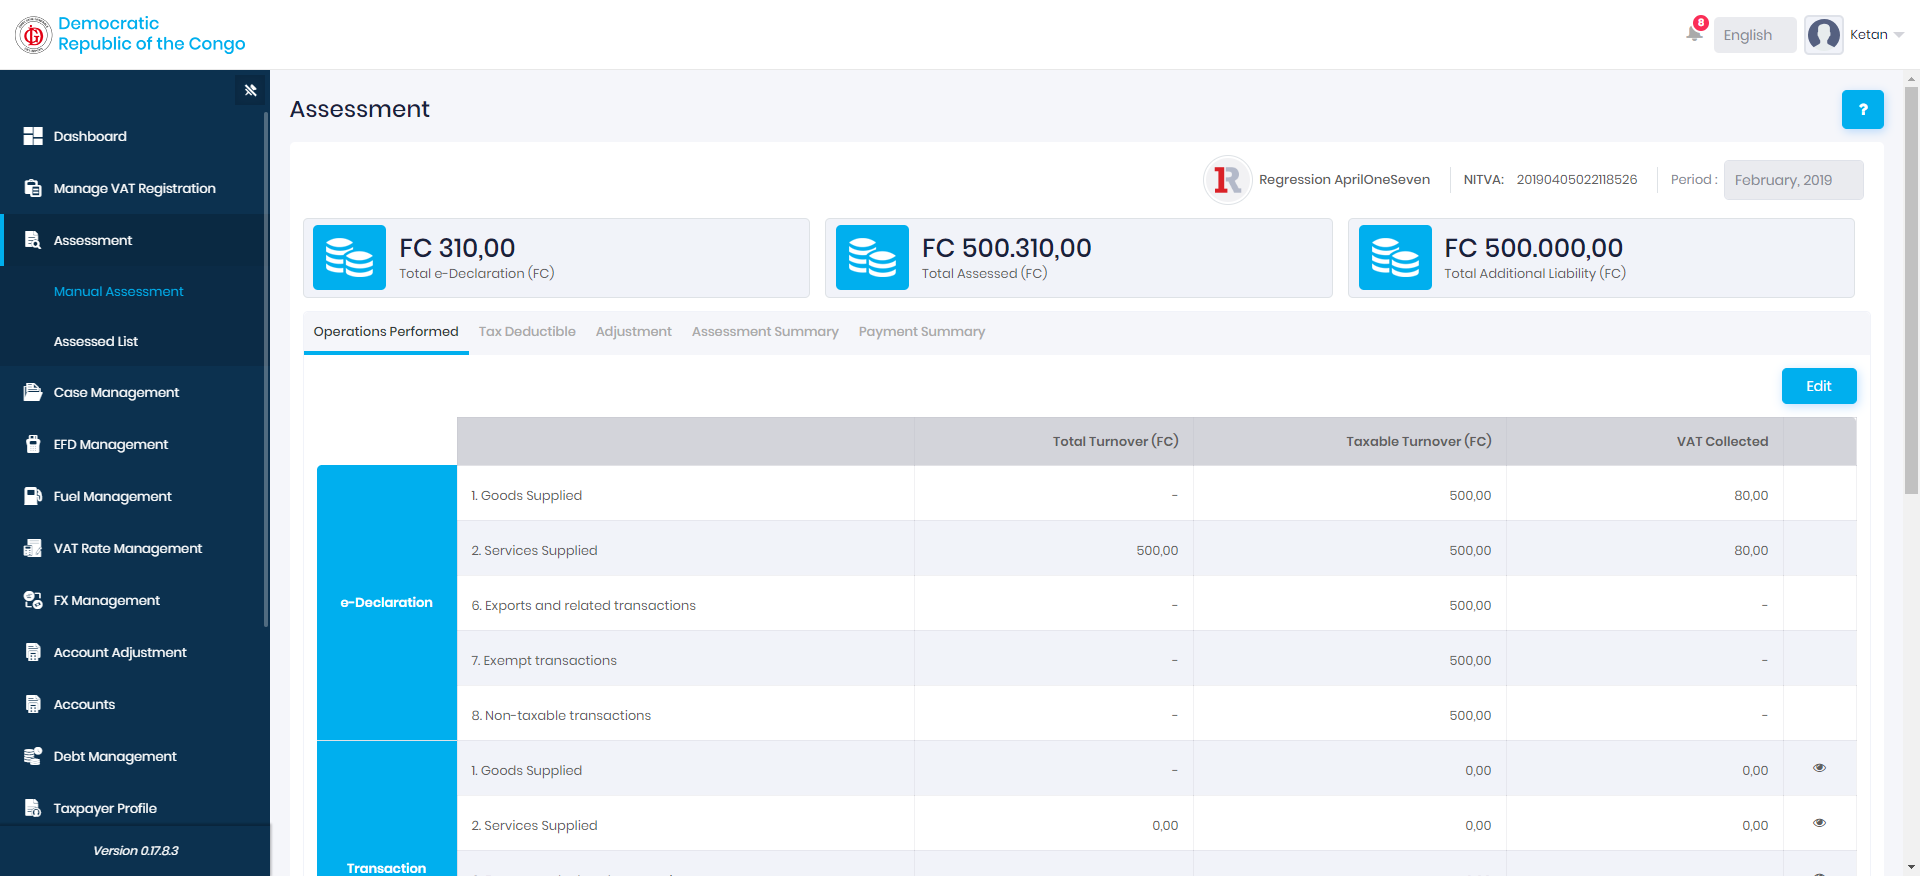 Democratic
Republic of the Congo
8
English
Ketan
Assessment
?
Dashboard
Manage VAT Registration
Assessment
Manual Assessment
Assessed List
Case Management
EFD Management
Fuel Management
VAT Rate Management
FX Management
Account Adjustment
Accounts
Debt Management
Taxpayer Profile
Version 0.17.8.3
1R Regression AprilOneSeven NITVA: 20190405022118526 Period : February, 2019
FC 310,00
Total e-Declaration (FC)
FC 500.310,00
Total Assessed (FC)
FC 500.000,00
Total Additional Liability (FC)
Operations Performed Tax Deductible Adjustment Assessment Summary Payment Summary
Edit
Total Turnover (FC) Taxable Turnover (FC) VAT Collected
e-Declaration
1. Goods Supplied - 500,00 80,00
2. Services Supplied 500,00 500,00 80,00
6. Exports and related transactions - 500,00 -
7. Exempt transactions - 500,00 -
8. Non-taxable transactions - 500,00 -
Transaction
1. Goods Supplied - 0,00 0,00
2. Services Supplied 0,00 0,00 0,00